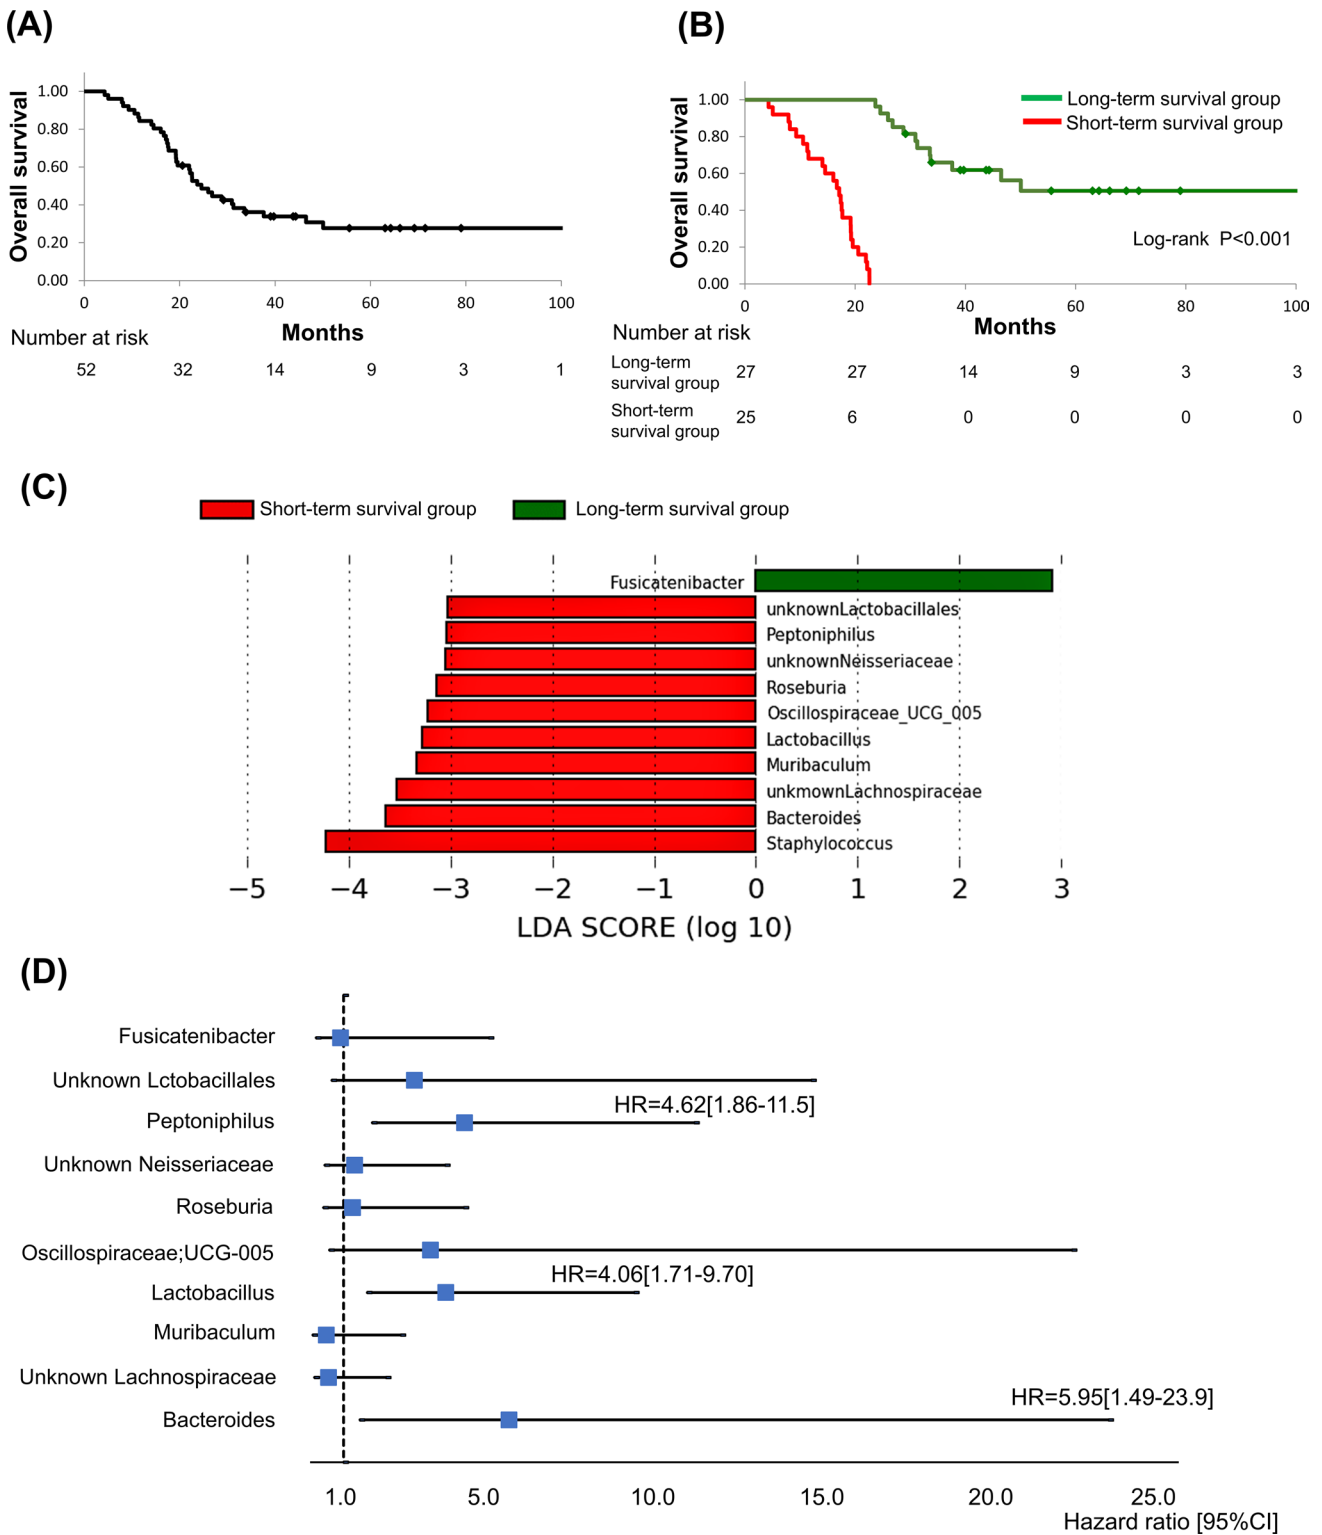 (A)
Overall survival
1.00
0.80
0.60
0.40
0.20
0.00
0 20 40 60 80 100
Months
Number at risk
52 32 14 9 3 1
(B)
Overall survival
1.00
0.80
0.60
0.40
0.20
0.00
Long-term survival group
Short-term survival group
Log-rank P<0.001
0 20 40 60 80 100
Months
Number at risk
Long-term
survival group
27 27 14 9 3 3
Short-term
survival group
25 6 0 0 0 0
(C)
Short-term survival group Long-term survival group
Fusicatenibacter
unknownLactobacillales
Peptoniphilus
unknownNeisseriaceae
Roseburia
Oscillospiraceae_UCG_005
Lactobacillus
Muribaculum
unkmownLachnospiraceae
Bacteroides
Staphylococcus
−5 −4 −3 −2 −1 0 1 2 3
LDA SCORE (log 10)
(D)
Fusicatenibacter
Unknown Lctobacillales
HR=4.62[1.86-11.5]
Peptoniphilus
Unknown Neisseriaceae
Roseburia
Oscillospiraceae;UCG-005
HR=4.06[1.71-9.70]
Lactobacillus
Muribaculum
Unknown Lachnospiraceae
HR=5.95[1.49-23.9]
Bacteroides
1.0 5.0 10.0 15.0 20.0 25.0
Hazard ratio [95%CI]